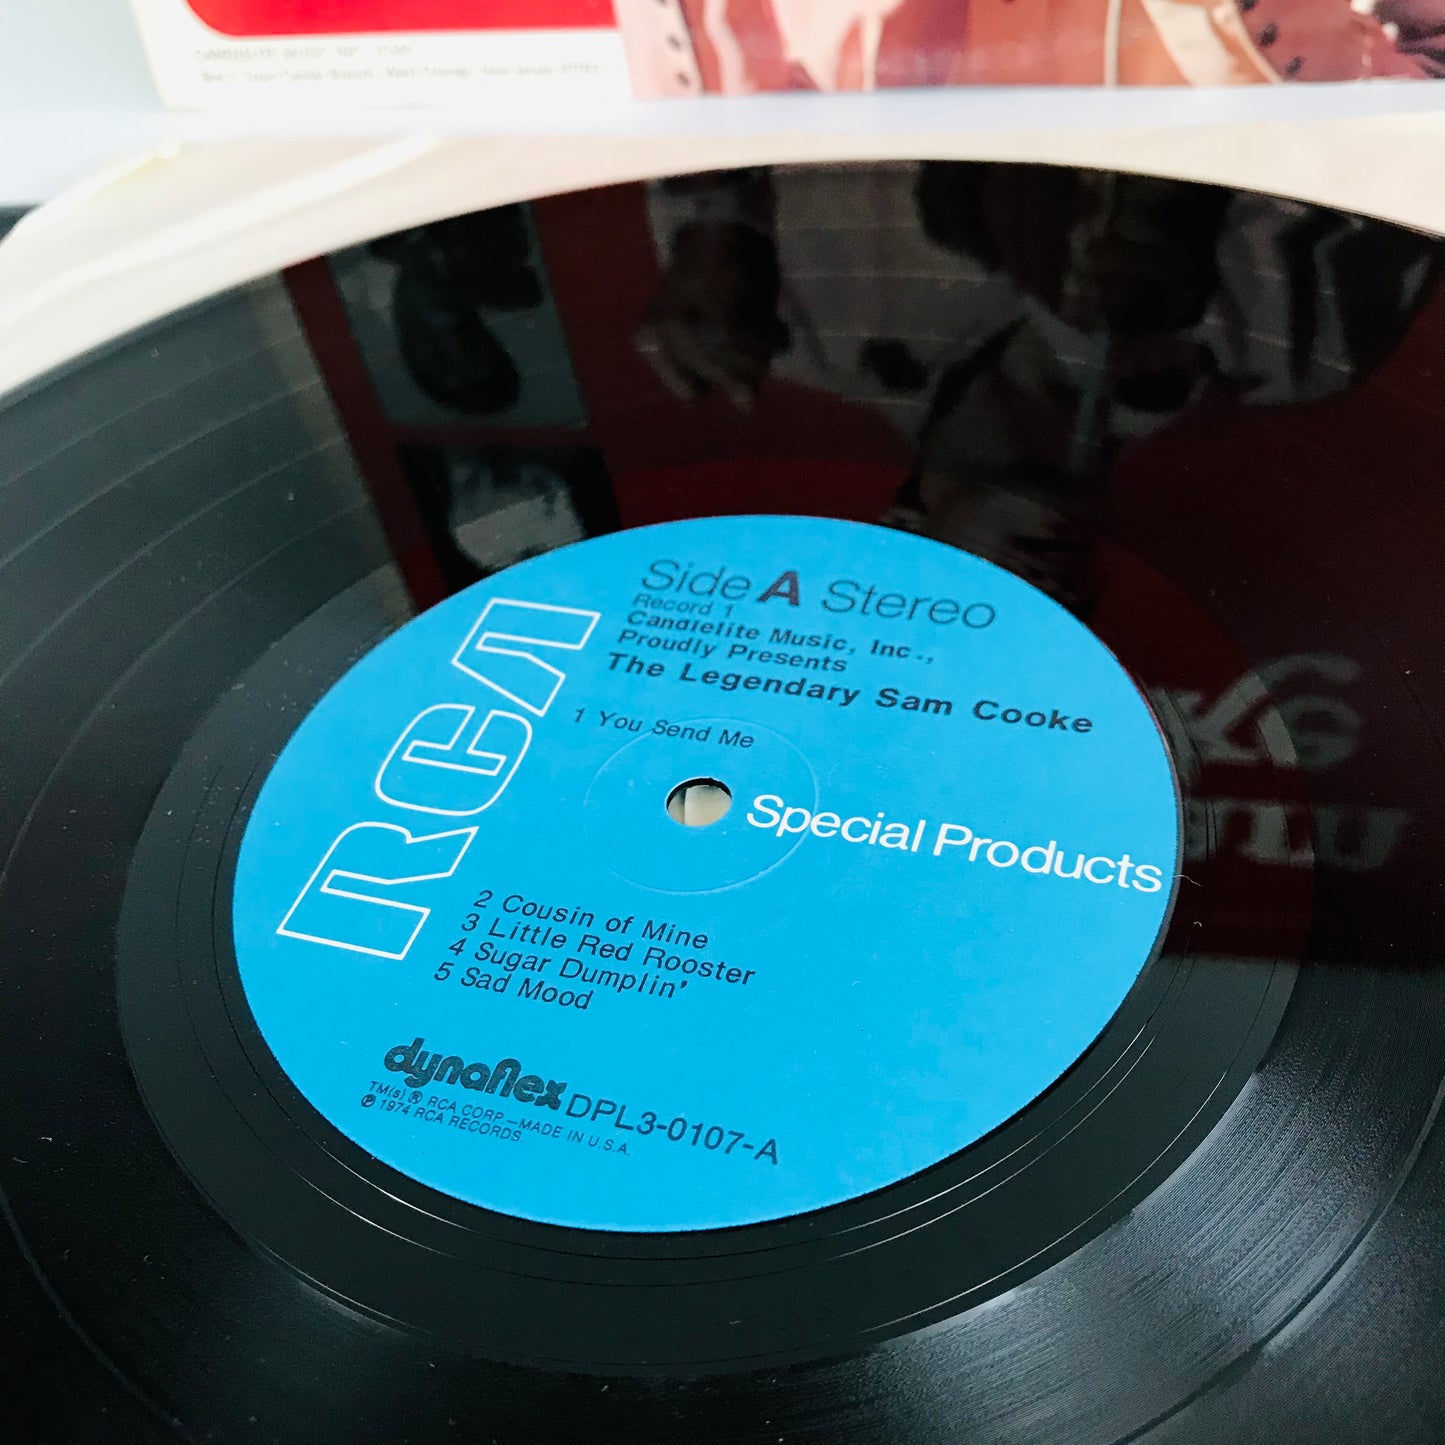 RCA
Side A Stereo
Record 1
Candlelite Music, Inc.,
Proudly Presents
The Legendary Sam Cooke
1 You Send Me
Special Products
2 Cousin of Mine
3 Little Red Rooster
4 Sugar Dumplin'
5 Sad Mood
dynaflex DPL3-0107-A
TM(s) ® RCA CORP.—MADE IN U.S.A.
℗ 1974 RCA RECORDS